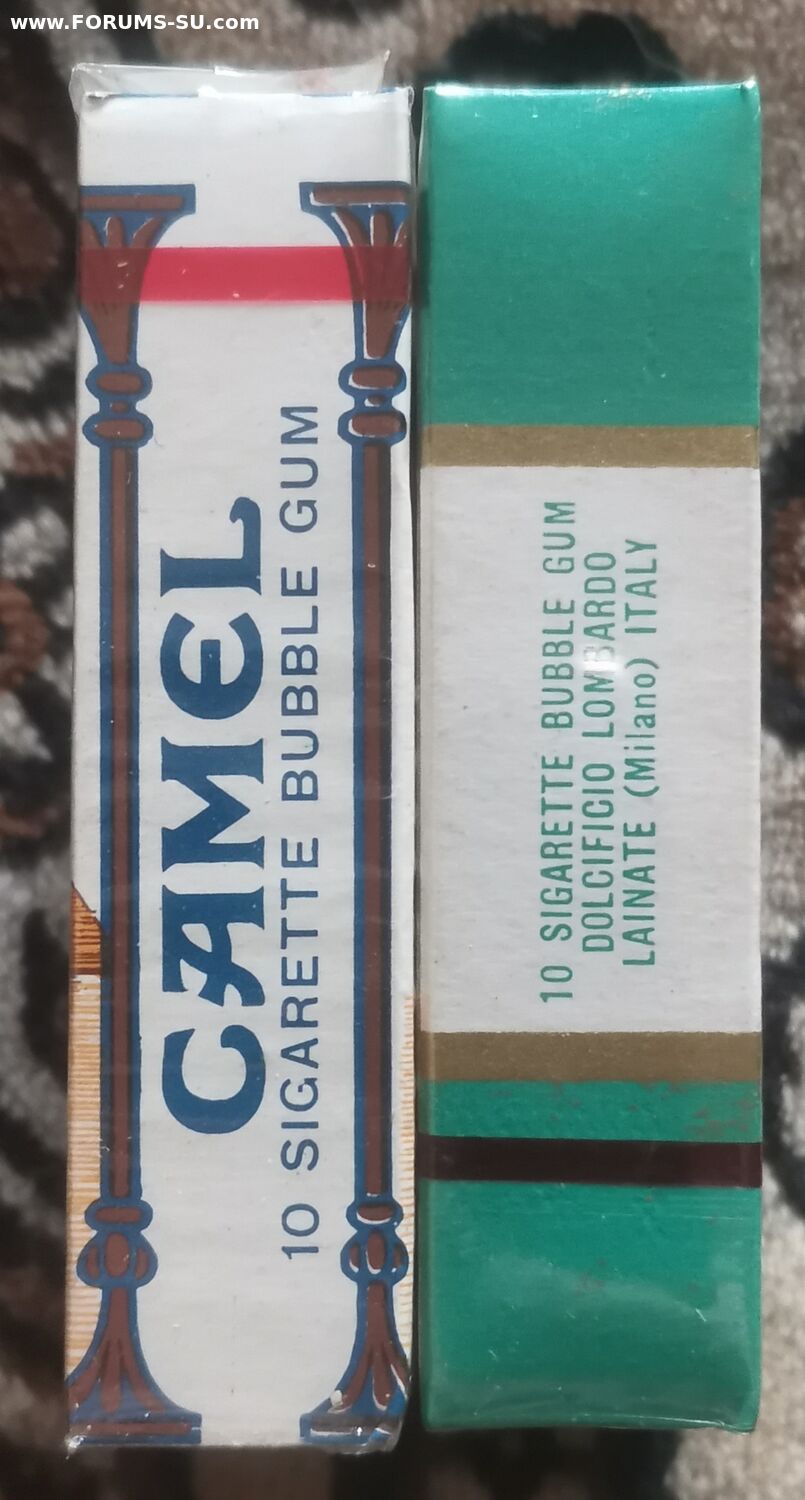 www.FORUMS-SU.com
CAMEL
10 SIGARETTE BUBBLE GUM
10 SIGARETTE BUBBLE GUM
DOLCIFICIO LOMBARDO
LAINATE (Milano) ITALY